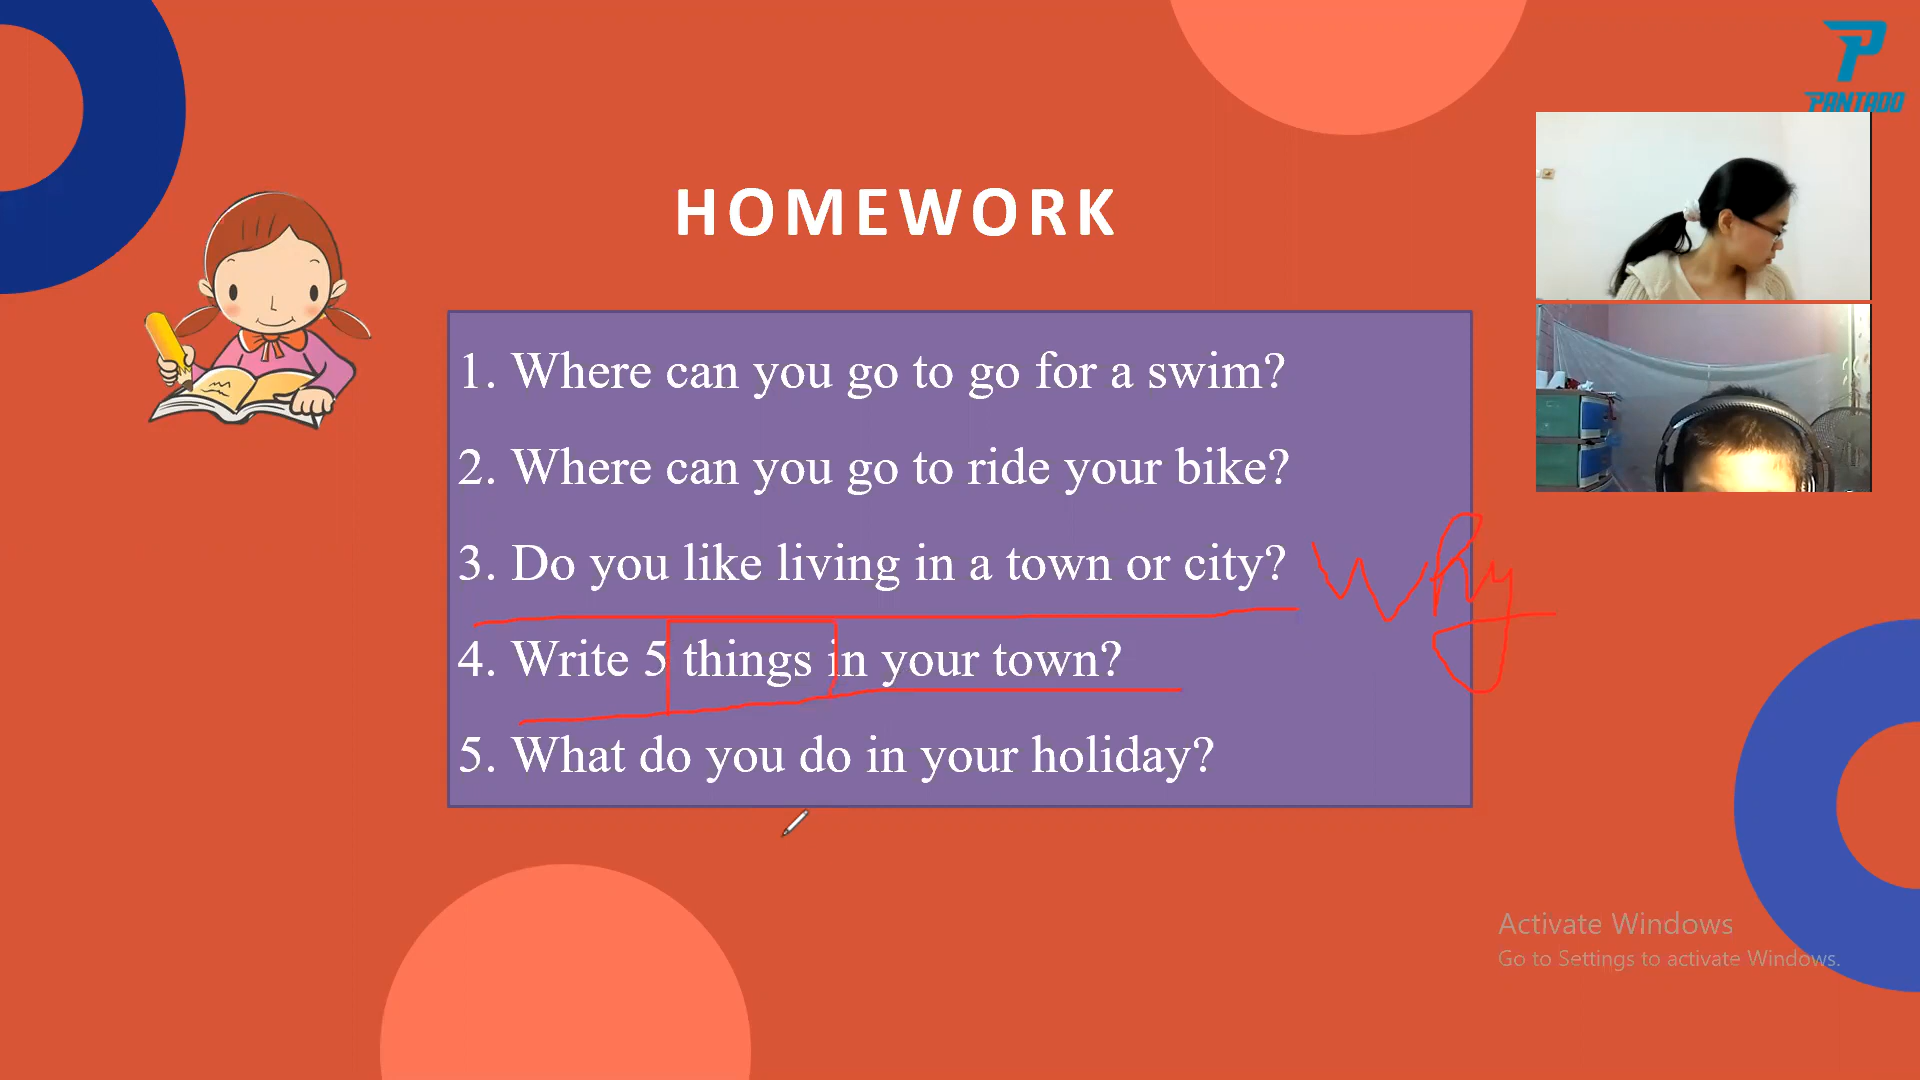 PANTADO
HOMEWORK
1. Where can you go to go for a swim?
2. Where can you go to ride your bike?
3. Do you like living in a town or city? Why
4. Write 5 things in your town?
5. What do you do in your holiday?
Activate Windows
Go to Settings to activate Windows.